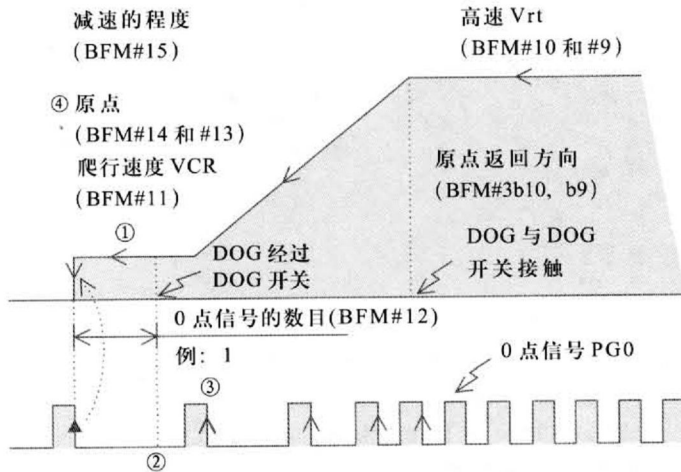 减速的程度
(BFM#15)
高速 Vrt
(BFM#10 和 #9)
④ 原点
(BFM#14 和 #13)
爬行速度 VCR
(BFM#11)
原点返回方向
(BFM#3b10, b9)
①
DOG 经过
DOG 开关
DOG 与 DOG
开关接触
0 点信号的数目(BFM#12)
例: 1
0 点信号 PG0
③
②